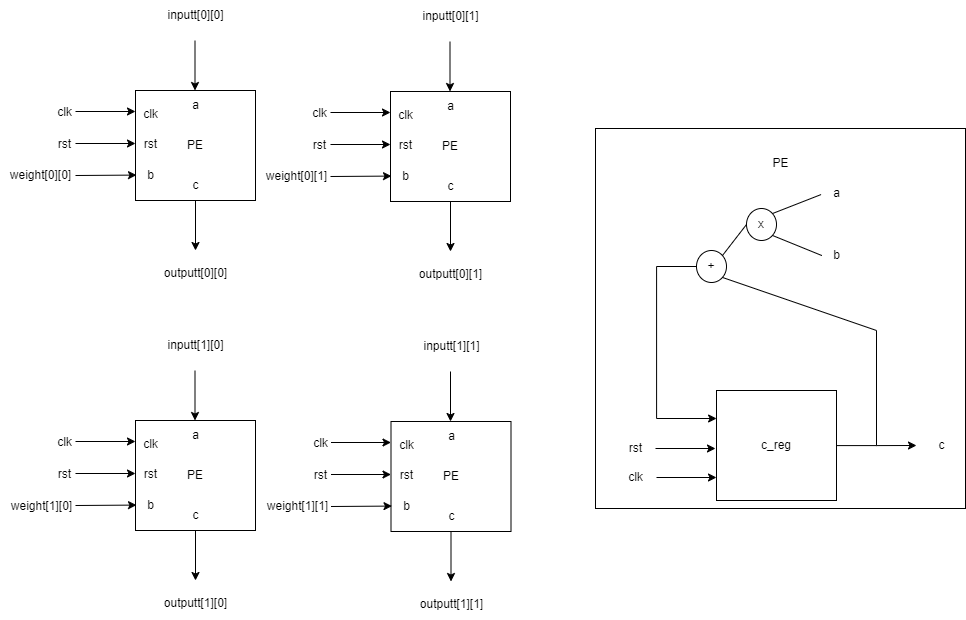 inputt[0][0]
clk
rst
weight[0][0]
clk
rst
b
a
PE
c
outputt[0][0]
inputt[0][1]
clk
rst
weight[0][1]
clk
rst
b
a
PE
c
outputt[0][1]
inputt[1][0]
clk
rst
weight[1][0]
clk
rst
b
a
PE
c
outputt[1][0]
inputt[1][1]
clk
rst
weight[1][1]
clk
rst
b
a
PE
c
outputt[1][1]
PE
a
x
b
+
c_reg
rst
clk
c